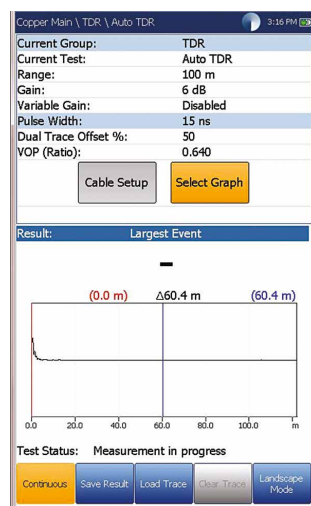 Copper Main \ TDR \ Auto TDR 3:16 PM
Current Group: TDR
Current Test: Auto TDR
Range: 100 m
Gain: 6 dB
Variable Gain: Disabled
Pulse Width: 15 ns
Dual Trace Offset %: 50
VOP (Ratio): 0.640
Cable Setup Select Graph
Result: Largest Event
–
(0.0 m) Δ60.4 m (60.4 m)
0.0 20.0 40.0 60.0 80.0 100.0 m
Test Status: Measurement in progress
Continuous Save Result Load Trace Clear Trace Landscape Mode